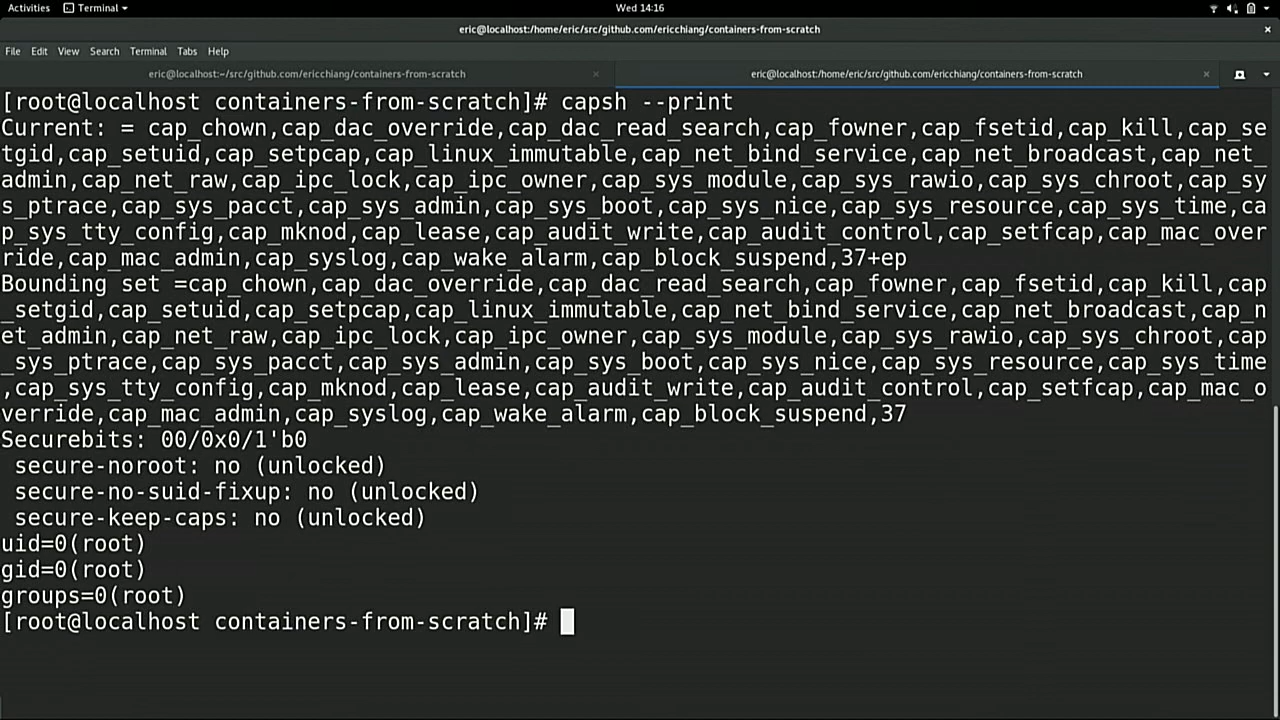 Activities Terminal Wed 14:16
eric@localhost:/home/eric/src/github.com/ericchiang/containers-from-scratch
File Edit View Search Terminal Tabs Help
eric@localhost:~/src/github.com/ericchiang/containers-from-scratch eric@localhost:/home/eric/src/github.com/ericchiang/containers-from-scratch
[root@localhost containers-from-scratch]# capsh --print
Current: = cap_chown,cap_dac_override,cap_dac_read_search,cap_fowner,cap_fsetid,cap_kill,cap_se
tgid,cap_setuid,cap_setpcap,cap_linux_immutable,cap_net_bind_service,cap_net_broadcast,cap_net_
admin,cap_net_raw,cap_ipc_lock,cap_ipc_owner,cap_sys_module,cap_sys_rawio,cap_sys_chroot,cap_sy
s_ptrace,cap_sys_pacct,cap_sys_admin,cap_sys_boot,cap_sys_nice,cap_sys_resource,cap_sys_time,ca
p_sys_tty_config,cap_mknod,cap_lease,cap_audit_write,cap_audit_control,cap_setfcap,cap_mac_over
ride,cap_mac_admin,cap_syslog,cap_wake_alarm,cap_block_suspend,37+ep
Bounding set =cap_chown,cap_dac_override,cap_dac_read_search,cap_fowner,cap_fsetid,cap_kill,cap
_setgid,cap_setuid,cap_setpcap,cap_linux_immutable,cap_net_bind_service,cap_net_broadcast,cap_n
et_admin,cap_net_raw,cap_ipc_lock,cap_ipc_owner,cap_sys_module,cap_sys_rawio,cap_sys_chroot,cap
_sys_ptrace,cap_sys_pacct,cap_sys_admin,cap_sys_boot,cap_sys_nice,cap_sys_resource,cap_sys_time
,cap_sys_tty_config,cap_mknod,cap_lease,cap_audit_write,cap_audit_control,cap_setfcap,cap_mac_o
verride,cap_mac_admin,cap_syslog,cap_wake_alarm,cap_block_suspend,37
Securebits: 00/0x0/1'b0
 secure-noroot: no (unlocked)
 secure-no-suid-fixup: no (unlocked)
 secure-keep-caps: no (unlocked)
uid=0(root)
gid=0(root)
groups=0(root)
[root@localhost containers-from-scratch]#